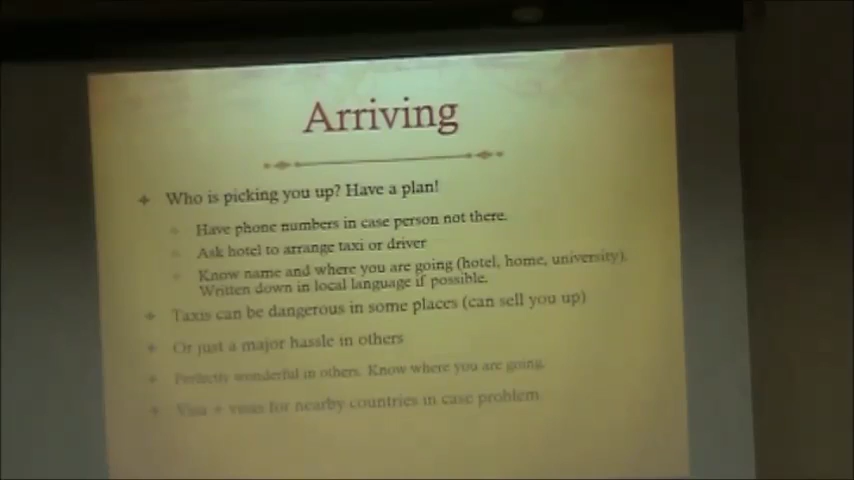 Arriving
Who is picking you up? Have a plan!
Have phone numbers in case person not there.
Ask hotel to arrange taxi or driver
Know name and where you are going (hotel, home, university).
Written down in local language if possible.
Taxis can be dangerous in some places (can sell you up)
Or just a major hassle in others
Perfectly wonderful in others. Know where you are going.
Visa + visas for nearby countries in case problem.